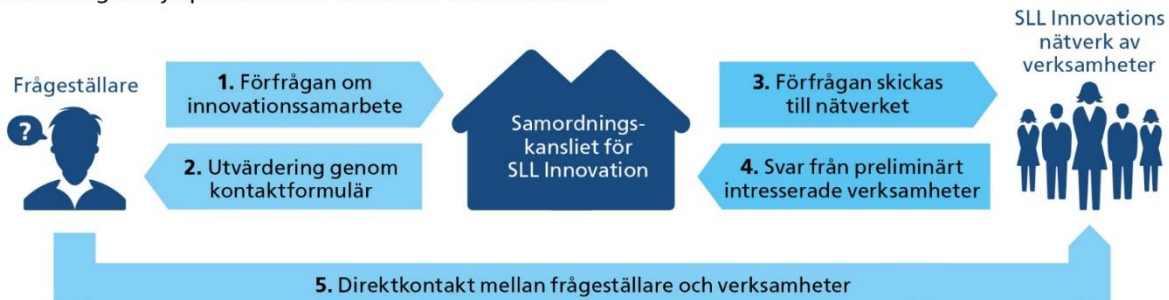 SLL Innovations
nätverk av
verksamheter
Frågeställare
?
1. Förfrågan om
innovationssamarbete
2. Utvärdering genom
kontaktformulär
Samordnings-
kansliet för
SLL Innovation
3. Förfrågan skickas
till nätverket
4. Svar från preliminärt
intresserade verksamheter
5. Direktkontakt mellan frågeställare och verksamheter